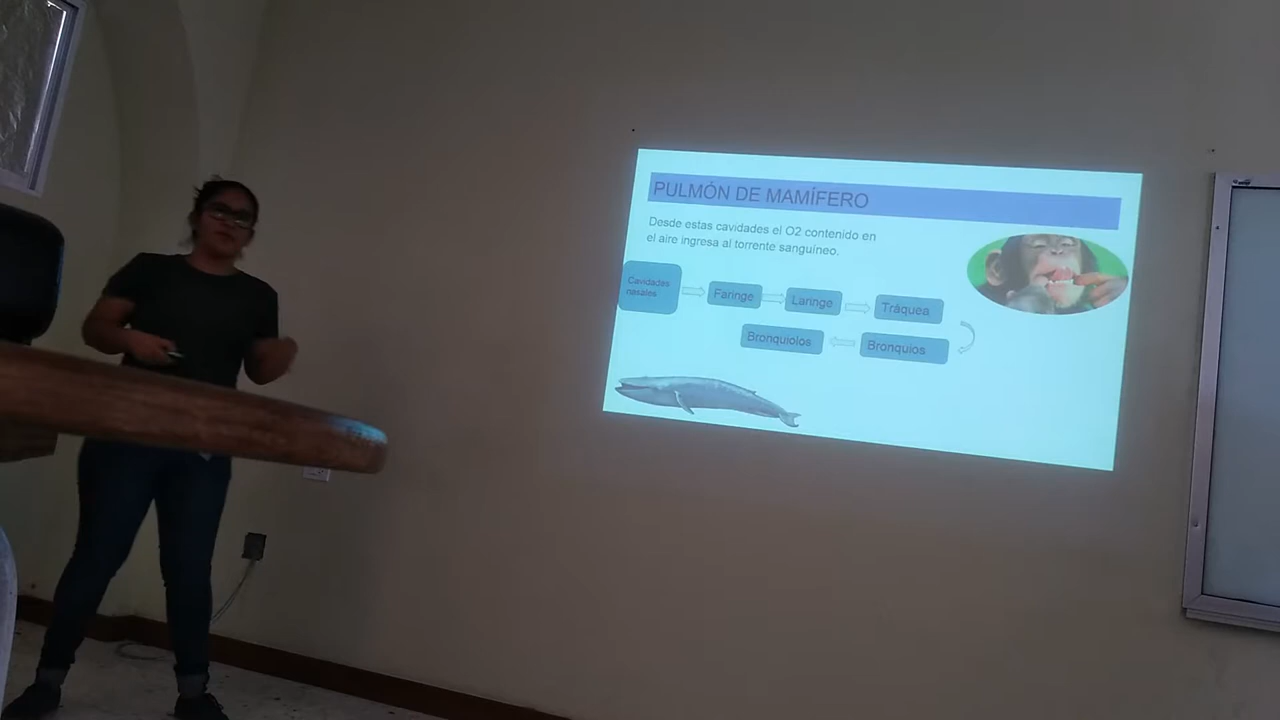 PULMÓN DE MAMÍFERO
Desde estas cavidades el O2 contenido en
el aire ingresa al torrente sanguíneo.
Cavidades
nasales
Faringe
Laringe
Tráquea
Bronquiolos
Bronquios